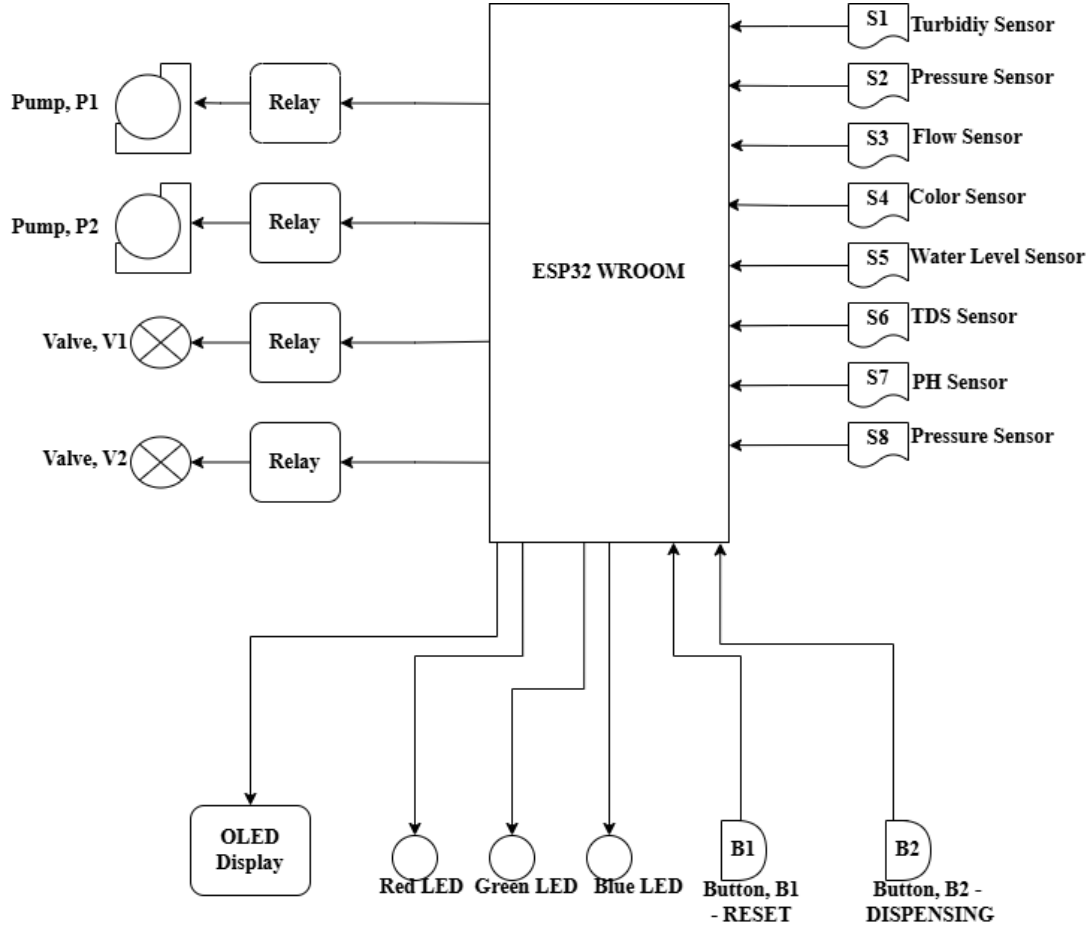 S1 Turbidiy Sensor
S2 Pressure Sensor
Pump, P1
Relay
S3 Flow Sensor
S4 Color Sensor
Pump, P2
Relay
ESP32 WROOM
S5 Water Level Sensor
S6 TDS Sensor
Valve, V1
Relay
S7 PH Sensor
S8 Pressure Sensor
Valve, V2
Relay
OLED
Display
Red LED
Green LED
Blue LED
B1
Button, B1
- RESET
B2
Button, B2 -
DISPENSING